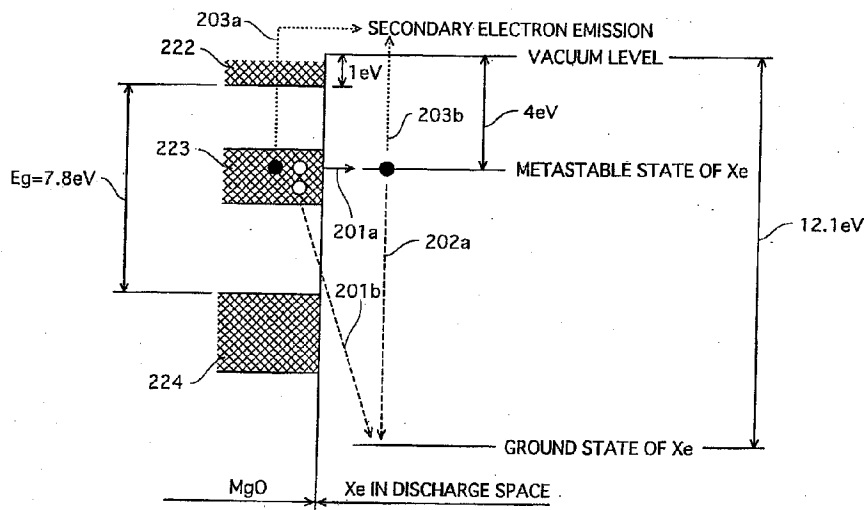 203a
SECONDARY ELECTRON EMISSION
222
VACUUM LEVEL
1eV
4eV
203b
223
METASTABLE STATE OF Xe
Eg=7.8eV
201a
202a
12.1eV
201b
224
GROUND STATE OF Xe
MgO
Xe IN DISCHARGE SPACE